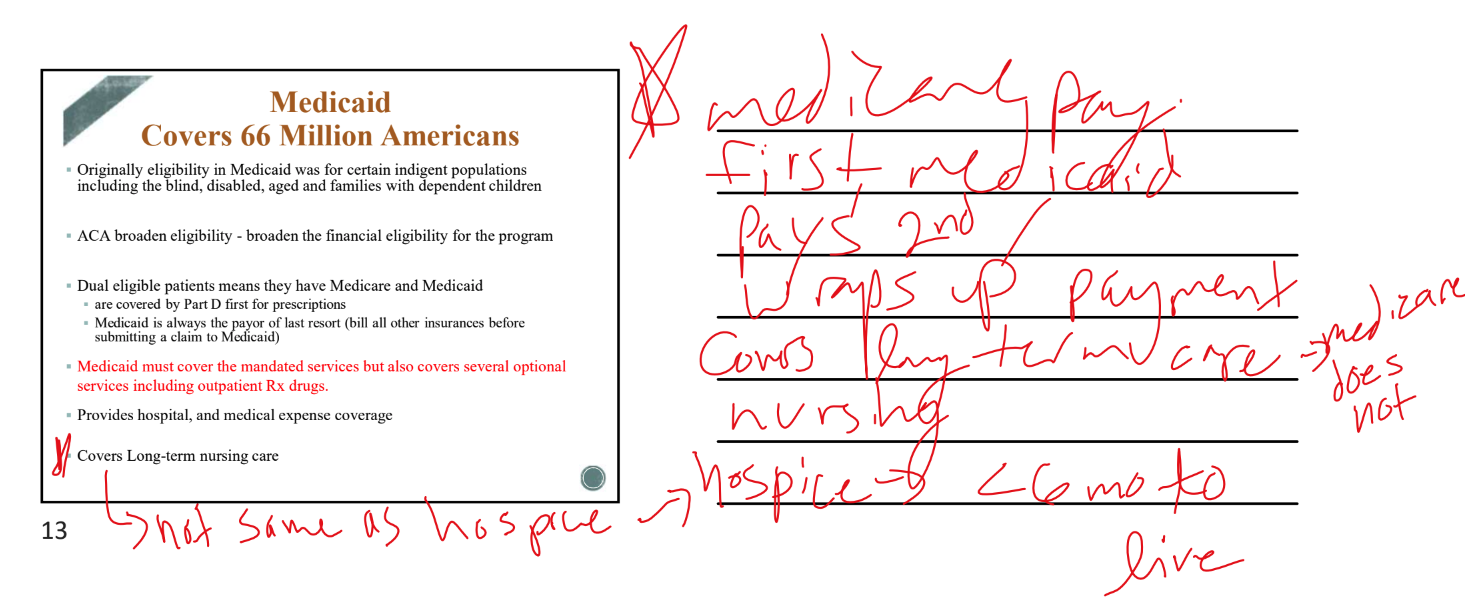 Medicaid
Covers 66 Million Americans
Originally eligibility in Medicaid was for certain indigent populations
including the blind, disabled, aged and families with dependent children
ACA broaden eligibility - broaden the financial eligibility for the program
Dual eligible patients means they have Medicare and Medicaid
are covered by Part D first for prescriptions
Medicaid is always the payor of last resort (bill all other insurances before
submitting a claim to Medicaid)
Medicaid must cover the mandated services but also covers several optional
services including outpatient Rx drugs.
Provides hospital, and medical expense coverage
Covers Long-term nursing care
13
→ not same as hospice →
medicare pay
first medicaid
pays 2nd
wraps up payment
Covers long-term care → medicare
does
not
nursing
hospice → <6 mo to
live